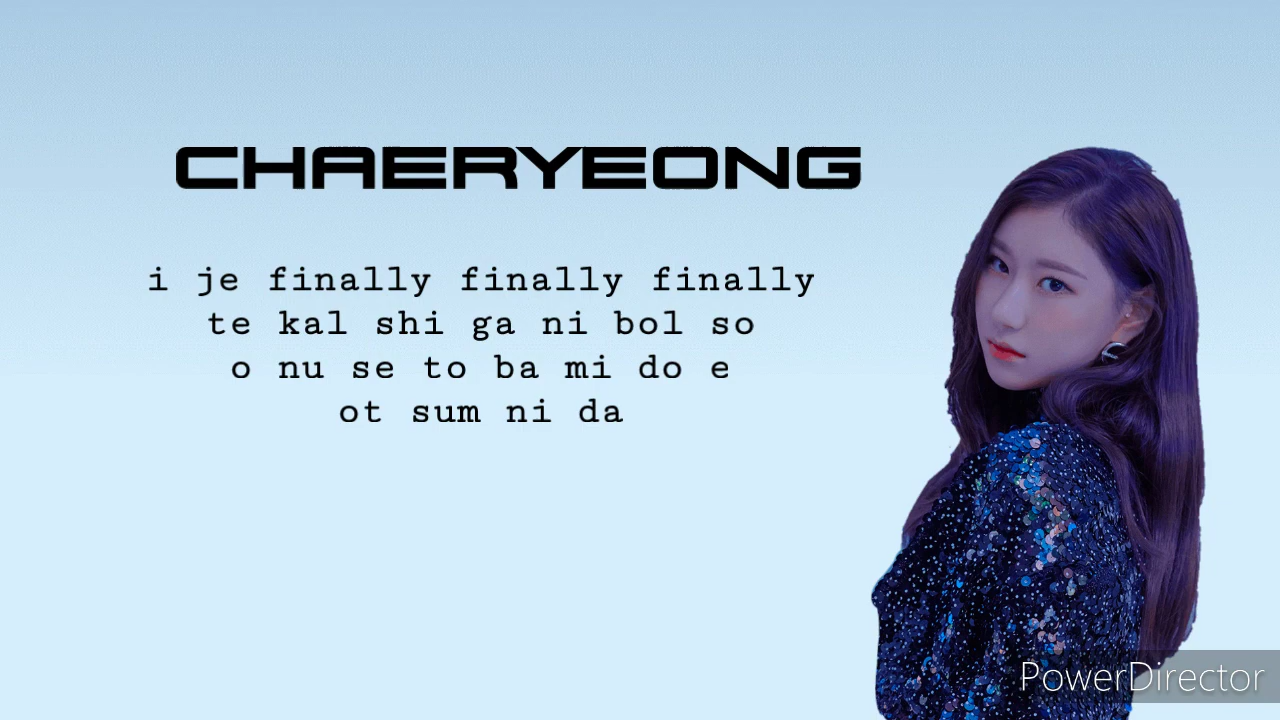 CHAERYEONG
i je finally finally finally
te kal shi ga ni bol so
o nu se to ba mi do e
ot sum ni da
PowerDirector